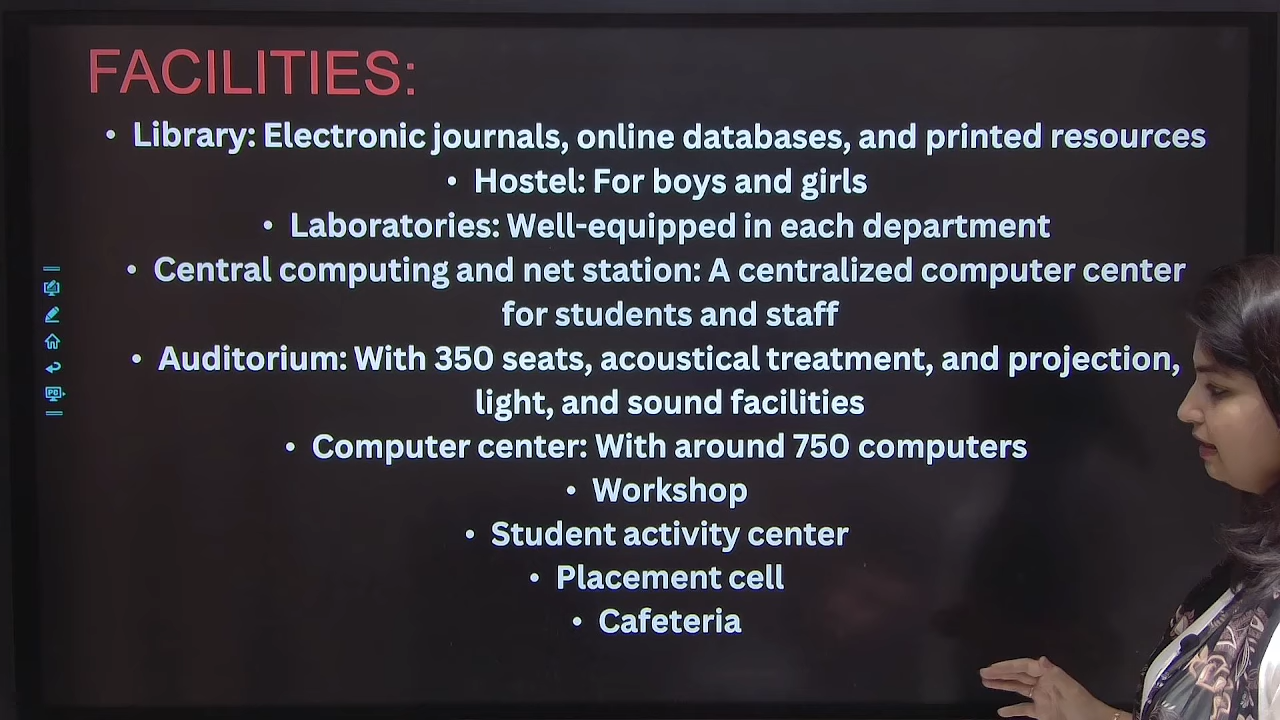 FACILITIES:
• Library: Electronic journals, online databases, and printed resources
• Hostel: For boys and girls
• Laboratories: Well-equipped in each department
• Central computing and net station: A centralized computer center
for students and staff
• Auditorium: With 350 seats, acoustical treatment, and projection,
light, and sound facilities
• Computer center: With around 750 computers
• Workshop
• Student activity center
• Placement cell
• Cafeteria